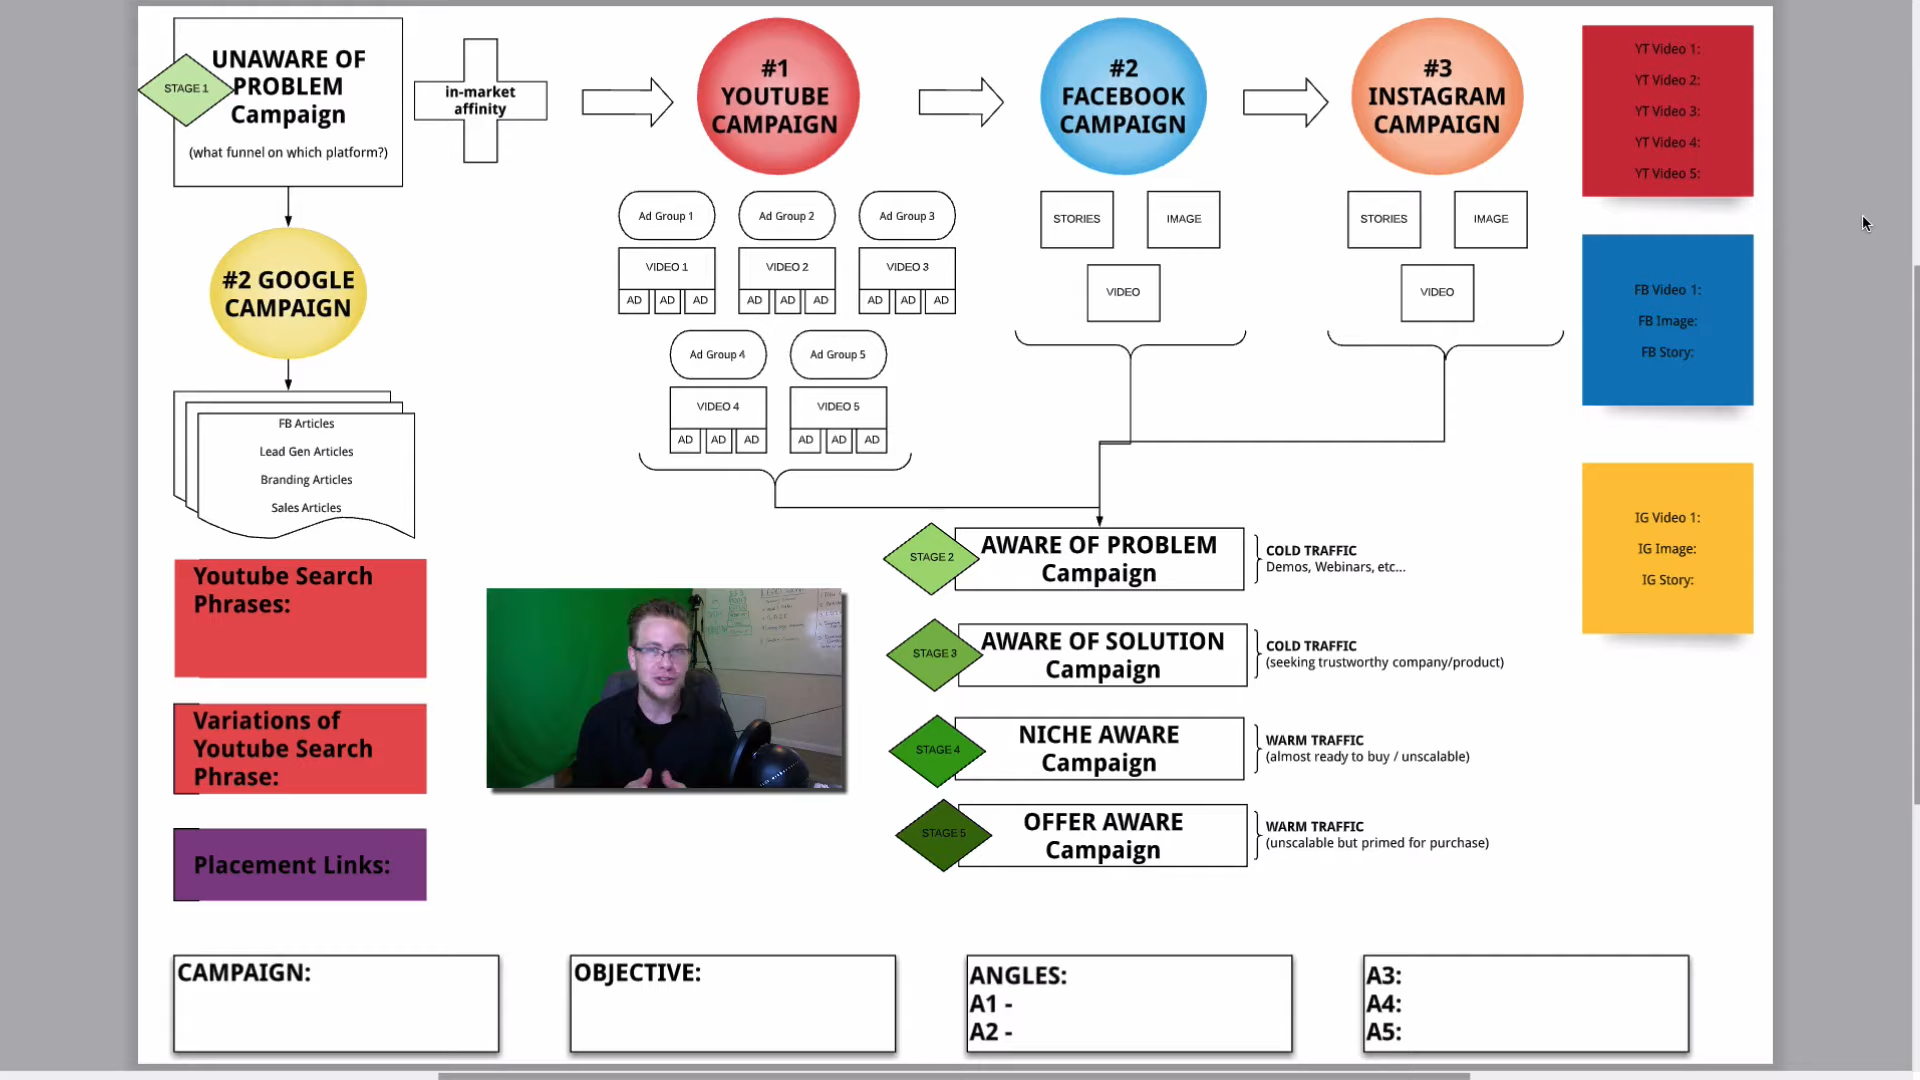 UNAWARE OF
PROBLEM
Campaign
STAGE 1
(what funnel on which platform?)
in-market
affinity
#1
YOUTUBE
CAMPAIGN
#2
FACEBOOK
CAMPAIGN
#3
INSTAGRAM
CAMPAIGN
YT Video 1:
YT Video 2:
YT Video 3:
YT Video 4:
YT Video 5:
#2 GOOGLE
CAMPAIGN
Ad Group 1
Ad Group 2
Ad Group 3
VIDEO 1
VIDEO 2
VIDEO 3
AD AD AD
AD AD AD
AD AD AD
Ad Group 4
Ad Group 5
VIDEO 4
VIDEO 5
AD AD AD
AD AD AD
STORIES
IMAGE
VIDEO
STORIES
IMAGE
VIDEO
FB Video 1:
FB Image:
FB Story:
FB Articles
Lead Gen Articles
Branding Articles
Sales Articles
IG Video 1:
IG Image:
IG Story:
STAGE 2
AWARE OF PROBLEM
Campaign
COLD TRAFFIC
Demos, Webinars, etc...
STAGE 3
AWARE OF SOLUTION
Campaign
COLD TRAFFIC
(seeking trustworthy company/product)
STAGE 4
NICHE AWARE
Campaign
WARM TRAFFIC
(almost ready to buy / unscalable)
STAGE 5
OFFER AWARE
Campaign
WARM TRAFFIC
(unscalable but primed for purchase)
Youtube Search
Phrases:
Variations of
Youtube Search
Phrase:
Placement Links:
CAMPAIGN:
OBJECTIVE:
ANGLES:
A1 -
A2 -
A3:
A4:
A5: